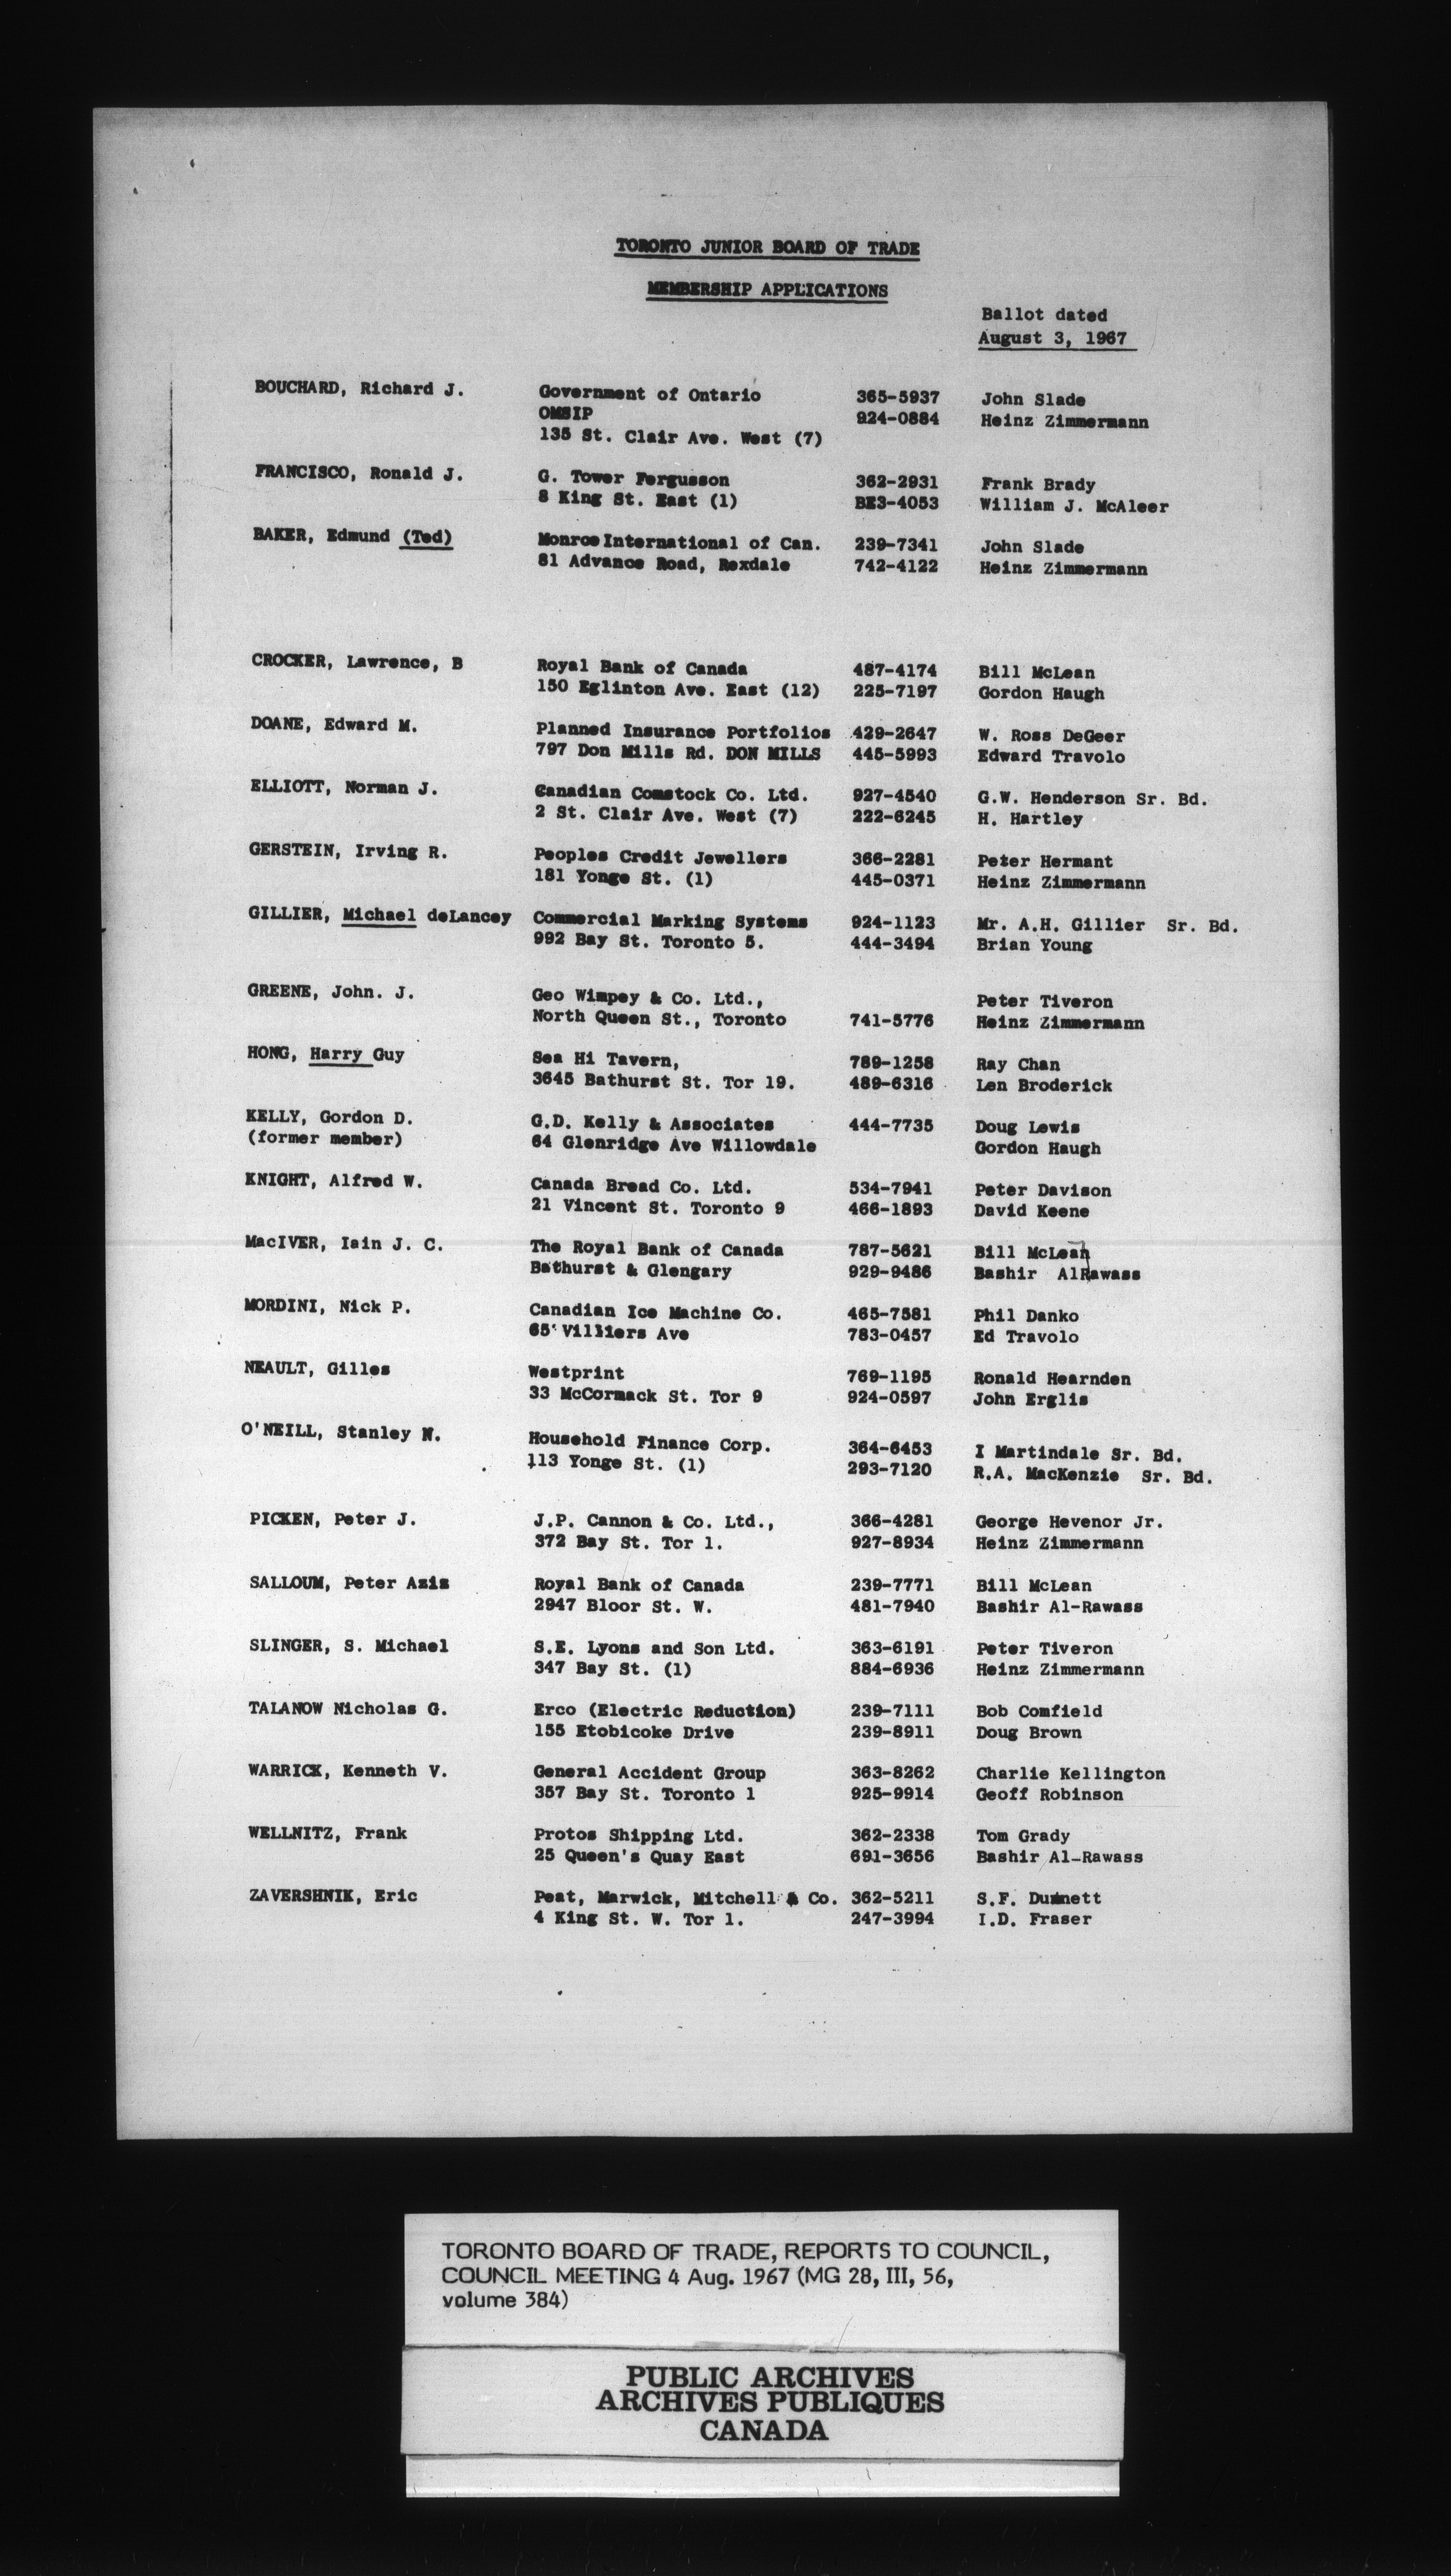 TORONTO JUNIOR BOARD OF TRADE
MEMBERSHIP APPLICATIONS
Ballot dated
August 3, 1967
BOUCHARD, Richard J. Government of Ontario 365-5937 John Slade
OMSIP 924-0884 Heinz Zimmermann
135 St. Clair Ave. West (7)
FRANCISCO, Ronald J. G. Tower Fergusson 362-2931 Frank Brady
8 King St. East (1) BE3-4053 William J. McAleer
BAKER, Edmund (Ted) Monroe International of Can. 239-7341 John Slade
81 Advance Road, Rexdale 742-4122 Heinz Zimmermann
CROCKER, Lawrence, B Royal Bank of Canada 487-4174 Bill McLean
150 Eglinton Ave. East (12) 225-7197 Gordon Haugh
DOANE, Edward M. Planned Insurance Portfolios 429-2647 W. Ross DeGeer
797 Don Mills Rd. DON MILLS 445-5993 Edward Travolo
ELLIOTT, Norman J. Canadian Comstock Co. Ltd. 927-4540 G.W. Henderson Sr. Bd.
2 St. Clair Ave. West (7) 222-6245 H. Hartley
GERSTEIN, Irving R. Peoples Credit Jewellers 366-2281 Peter Hermant
181 Yonge St. (1) 445-0371 Heinz Zimmermann
GILLIER, Michael deLancey Commercial Marking Systems 924-1123 Mr. A.H. Gillier Sr. Bd.
992 Bay St. Toronto 5. 444-3494 Brian Young
GREENE, John. J. Geo Wimpey & Co. Ltd., Peter Tiveron
North Queen St., Toronto 741-5776 Heinz Zimmermann
HONG, Harry Guy Sea Hi Tavern, 789-1258 Ray Chan
3645 Bathurst St. Tor 19. 489-6316 Len Broderick
KELLY, Gordon D. G.D. Kelly & Associates 444-7735 Doug Lewis
(former member) 64 Glenridge Ave Willowdale Gordon Haugh
KNIGHT, Alfred W. Canada Bread Co. Ltd. 534-7941 Peter Davison
21 Vincent St. Toronto 9 466-1893 David Keene
MacIVER, Iain J. C. The Royal Bank of Canada 787-5621 Bill McLean
Bathurst & Glengary 929-9486 Bashir AlRawass
MORDINI, Nick P. Canadian Ice Machine Co. 465-7581 Phil Danko
65 Villiers Ave 783-0457 Ed Travolo
NEAULT, Gilles Westprint 769-1195 Ronald Hearnden
33 McCormack St. Tor 9 924-0597 John Erglis
O'NEILL, Stanley N. Household Finance Corp. 364-6453 I Martindale Sr. Bd.
113 Yonge St. (1) 293-7120 R.A. MacKenzie Sr. Bd.
PICKEN, Peter J. J.P. Cannon & Co. Ltd., 366-4281 George Hevenor Jr.
372 Bay St. Tor 1. 927-8934 Heinz Zimmermann
SALLOUM, Peter Aziz Royal Bank of Canada 239-7771 Bill McLean
2947 Bloor St. W. 481-7940 Bashir Al-Rawass
SLINGER, S. Michael S.E. Lyons and Son Ltd. 363-6191 Peter Tiveron
347 Bay St. (1) 884-6936 Heinz Zimmermann
TALANOW Nicholas G. Erco (Electric Reduction) 239-7111 Bob Comfield
155 Etobicoke Drive 239-8911 Doug Brown
WARRICK, Kenneth V. General Accident Group 363-8262 Charlie Kellington
357 Bay St. Toronto 1 925-9914 Geoff Robinson
WELLNITZ, Frank Protos Shipping Ltd. 362-2338 Tom Grady
25 Queen's Quay East 691-3656 Bashir Al-Rawass
ZAVERSHNIK, Eric Peat, Marwick, Mitchell & Co. 362-5211 S.F.
4 King St. W. Tor 1. 247-3994 I.D. Fraser
TORONTO BOARD OF TRADE, REPORTS TO COUNCIL,
COUNCIL MEETING 4 Aug. 1967 (MG 28, III, 56,
volume 384)
PUBLIC ARCHIVES
ARCHIVES PUBLIQUES
CANADA